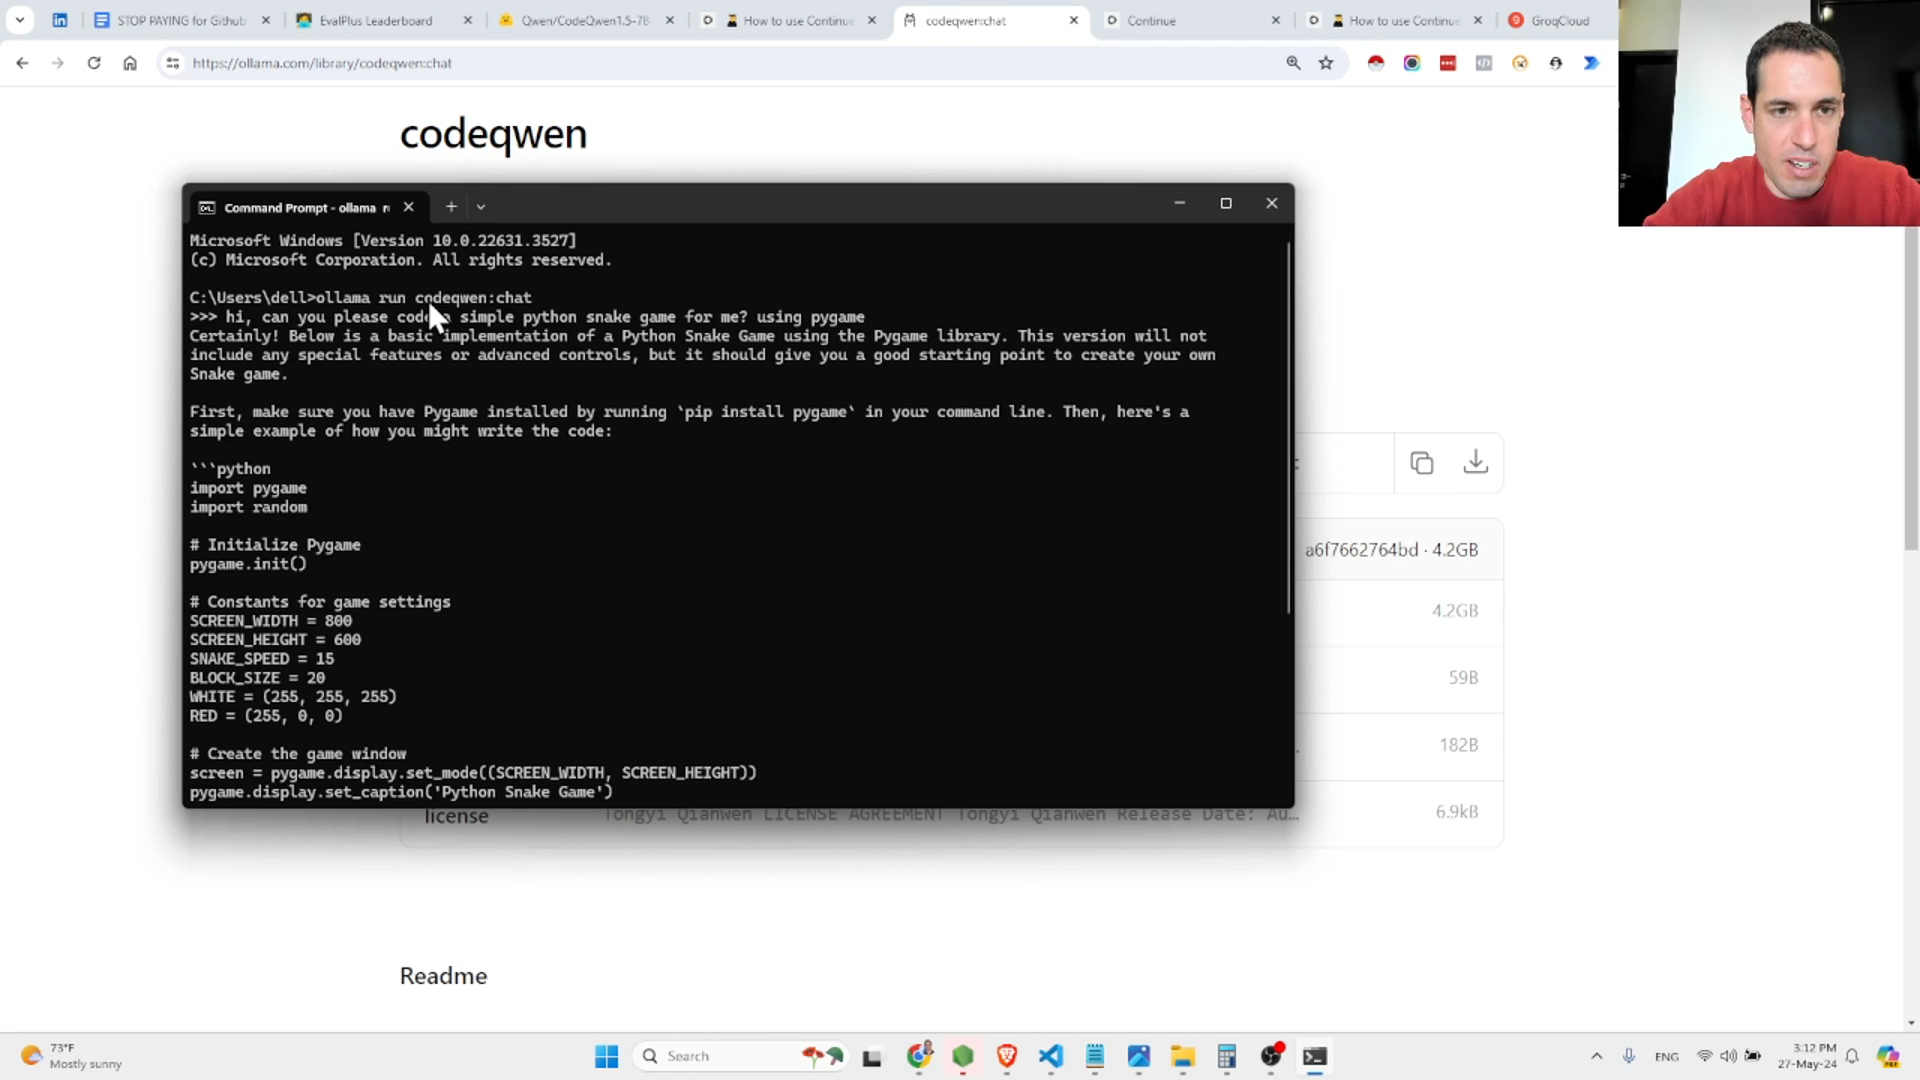 STOP PAYING for Github
EvalPlus Leaderboard
Qwen/CodeQwen1.5-7B
How to use Continue
codeqwen:chat
Continue
How to use Continue
GroqCloud
https://ollama.com/library/codeqwen:chat
codeqwen
Command Prompt - ollama r
Microsoft Windows [Version 10.0.22631.3527]
(c) Microsoft Corporation. All rights reserved.
C:\Users\dell>ollama run codeqwen:chat
>>> hi, can you please code a simple python snake game for me? using pygame
Certainly! Below is a basic implementation of a Python Snake Game using the Pygame library. This version will not
include any special features or advanced controls, but it should give you a good starting point to create your own
Snake game.
First, make sure you have Pygame installed by running `pip install pygame` in your command line. Then, here's a
simple example of how you might write the code:
```python
import pygame
import random
# Initialize Pygame
pygame.init()
# Constants for game settings
SCREEN_WIDTH = 800
SCREEN_HEIGHT = 600
SNAKE_SPEED = 15
BLOCK_SIZE = 20
WHITE = (255, 255, 255)
RED = (255, 0, 0)
# Create the game window
screen = pygame.display.set_mode((SCREEN_WIDTH, SCREEN_HEIGHT))
pygame.display.set_caption('Python Snake Game')
a6f7662764bd · 4.2GB
4.2GB
59B
182B
license Tongyi Qianwen LICENSE AGREEMENT Tongyi Qianwen Release Date: Au… 6.9kB
Readme
73°F
Mostly sunny
Search
ENG
3:12 PM
27-May-24